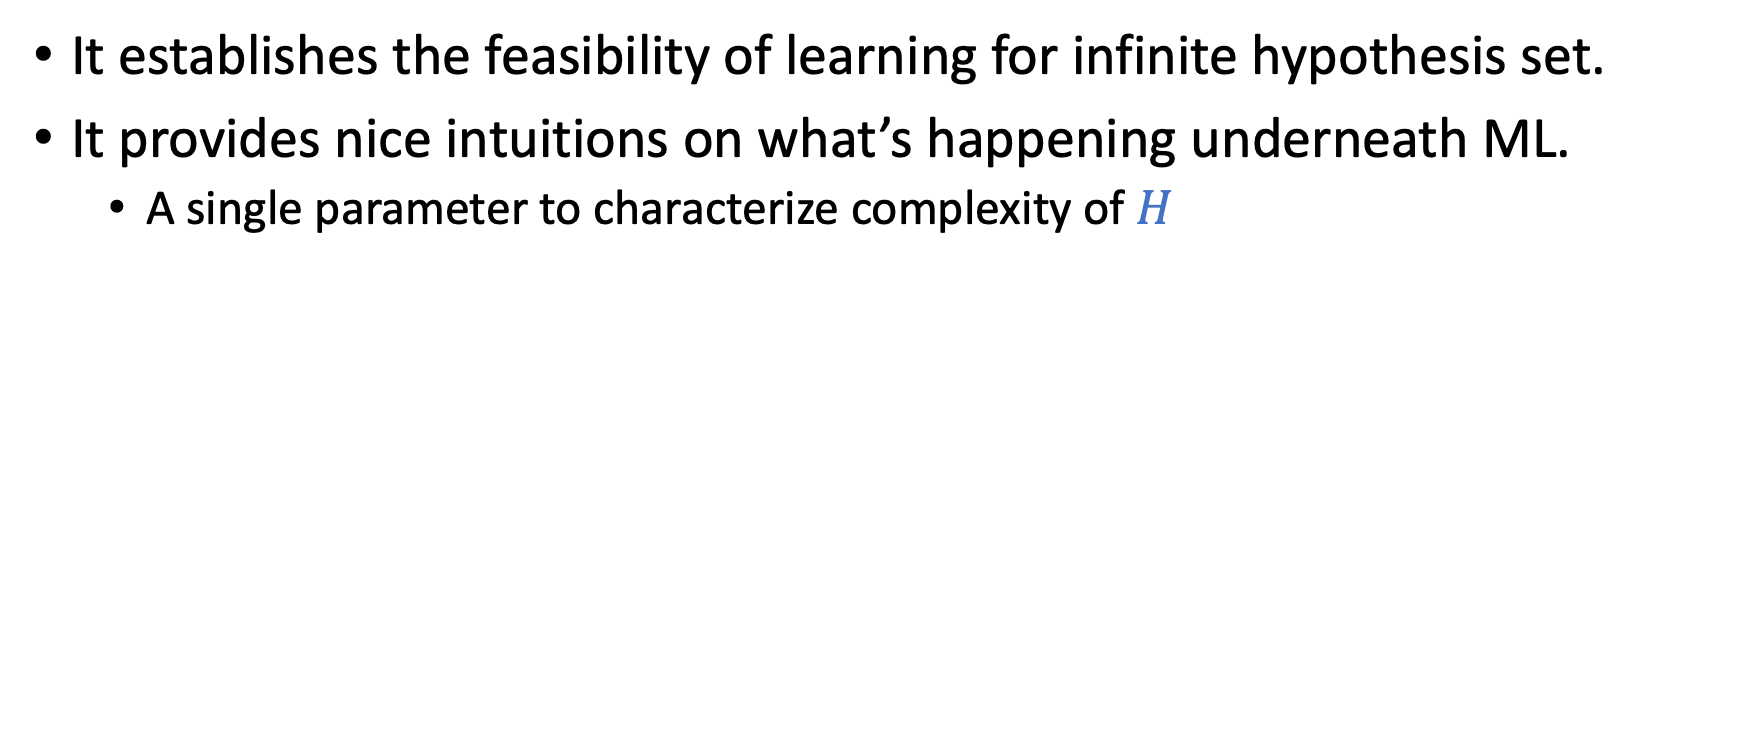 • It establishes the feasibility of learning for infinite hypothesis set.
• It provides nice intuitions on what’s happening underneath ML.
• A single parameter to characterize complexity of H